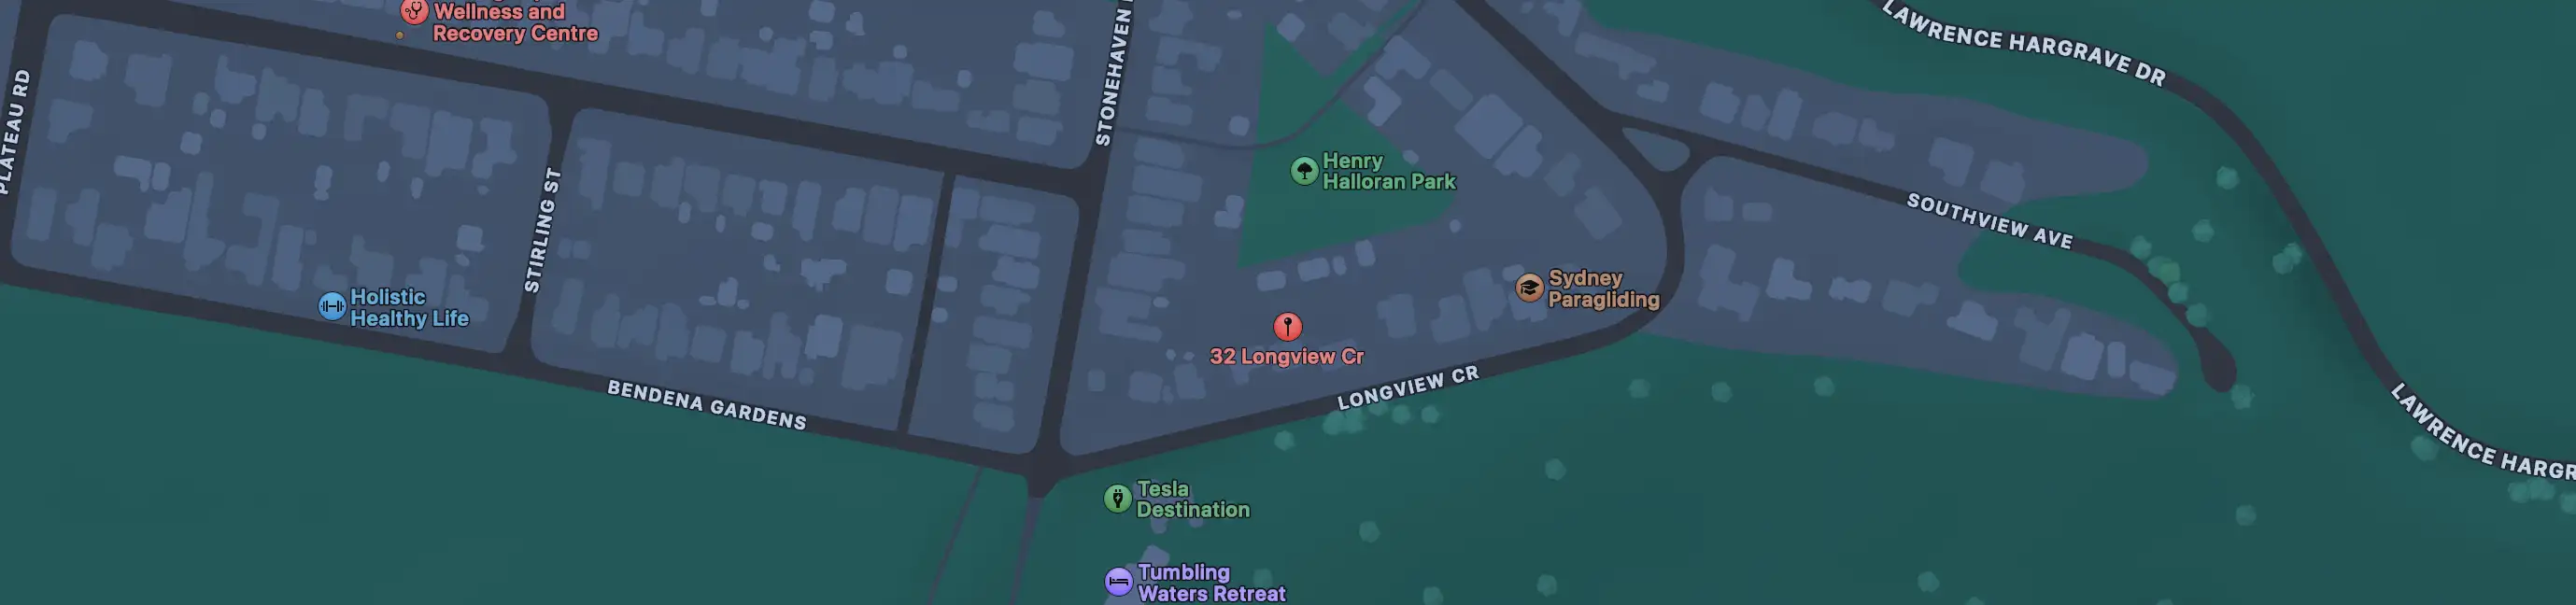 Wellness and
Recovery Centre
LAWRENCE HARGRAVE DR
STONEHAVEN
PLATEAU RD
Henry
Halloran Park
STIRLING ST
SOUTHVIEW AVE
Sydney
Paragliding
Holistic
Healthy Life
32 Longview Cr
LONGVIEW CR
BENDENA GARDENS
LAWRENCE HARGR
Tesla
Destination
Tumbling
Waters Retreat